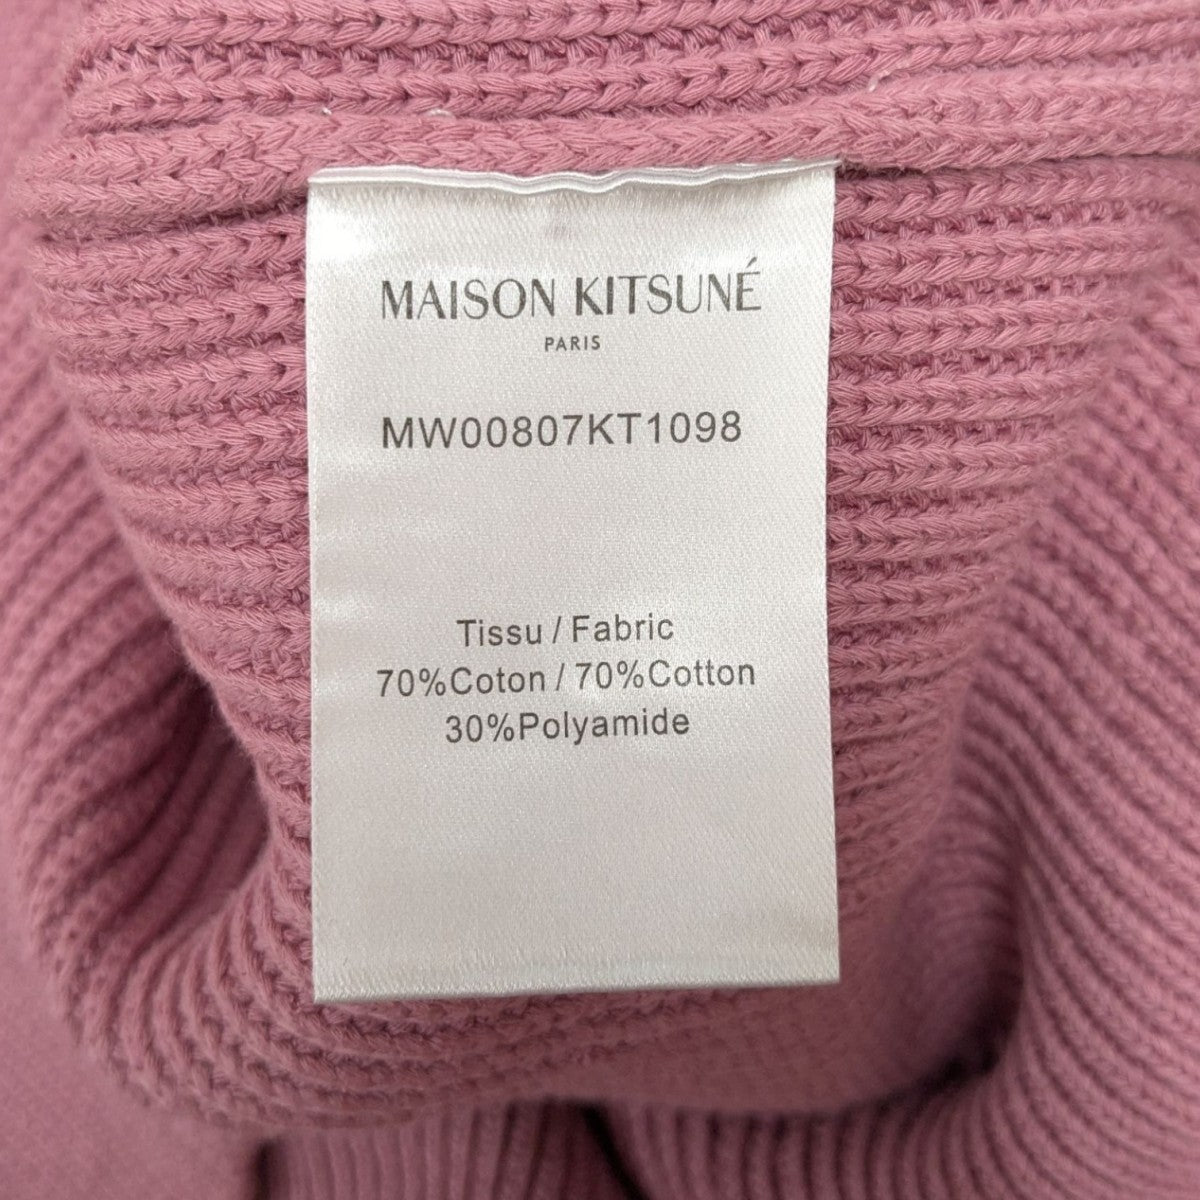 MAISON KITSUNÉ
PARIS
MW00807KT1098
Tissu / Fabric
70%Coton / 70%Cotton
30%Polyamide